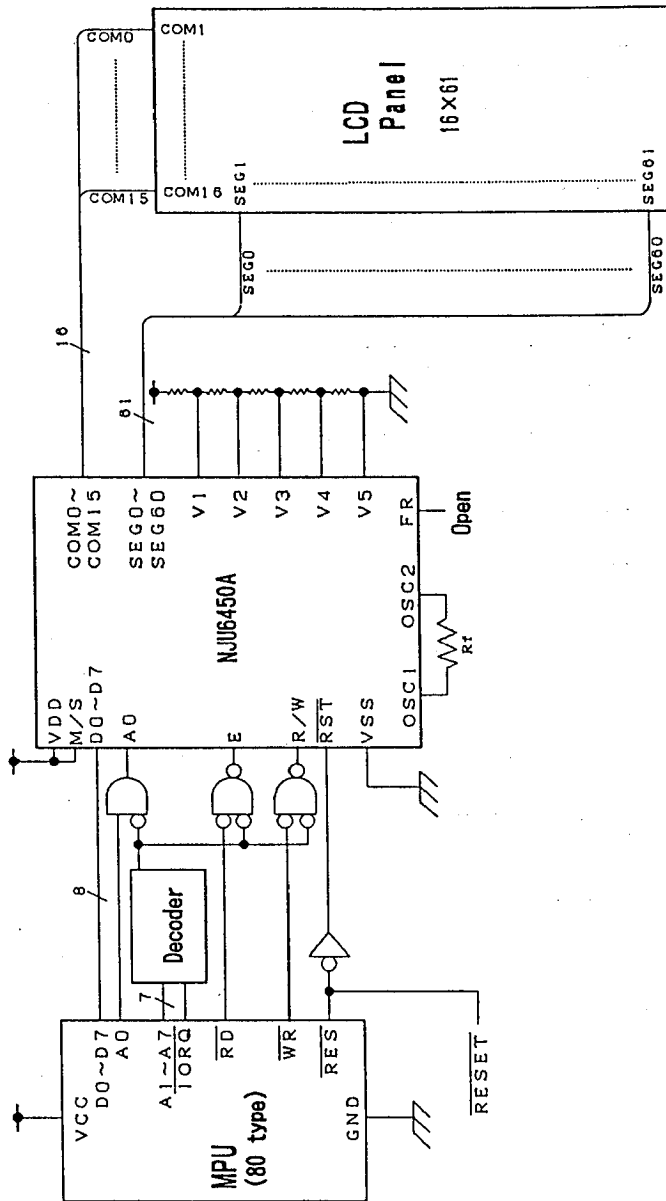 MPU
(80 type)
VCC
D0~D7
A0
A1~A7
IORQ
RD
WR
RES
GND
RESET
8
7
Decoder
NJU6450A
VDD
M/S
D0~D7
A0
E
R/W
RST
VSS
COM0~
COM15
SEG0~
SEG60
V1
V2
V3
V4
V5
OSC1
OSC2
FR
Rf
Open
16
61
COM0
COM15
SEG0
SEG60
COM1
COM16
SEG1
SEG61
LCD
Panel
16×61